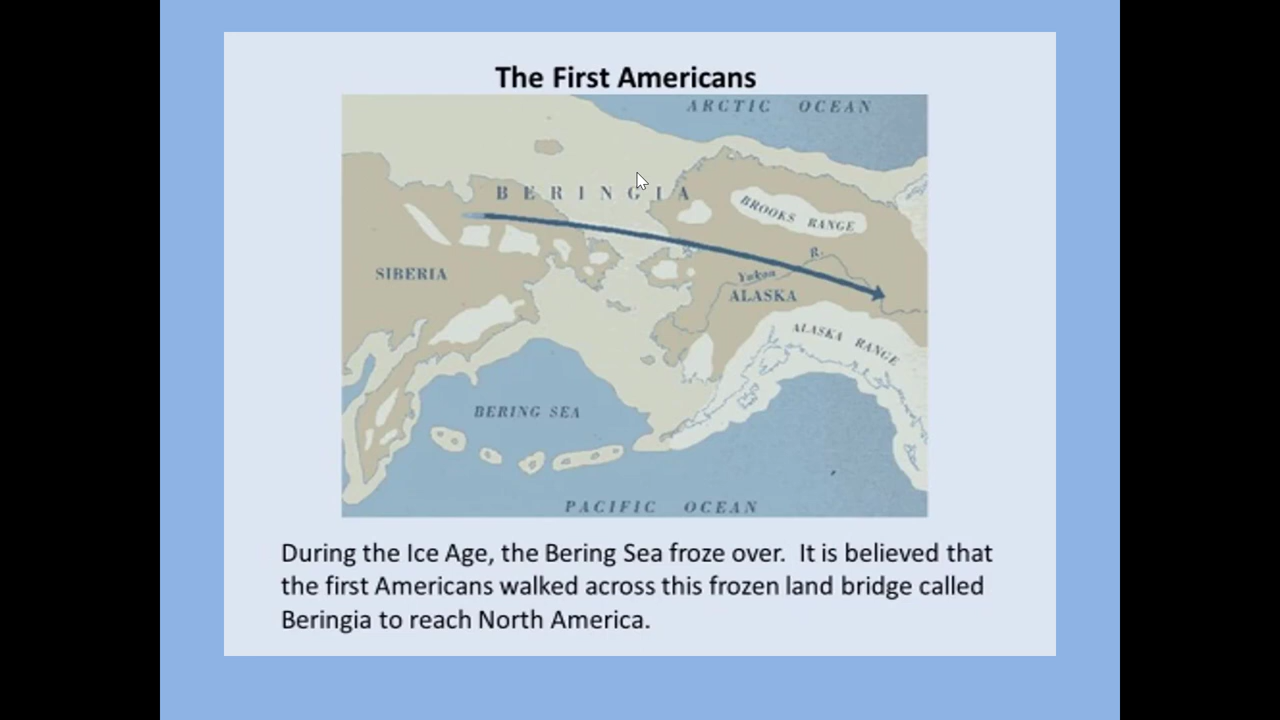 The First Americans
ARCTIC OCEAN
BERINGIA
BROOKS RANGE
R.
Yukon
SIBERIA
ALASKA
ALASKA RANGE
BERING SEA
PACIFIC OCEAN
During the Ice Age, the Bering Sea froze over. It is believed that
the first Americans walked across this frozen land bridge called
Beringia to reach North America.